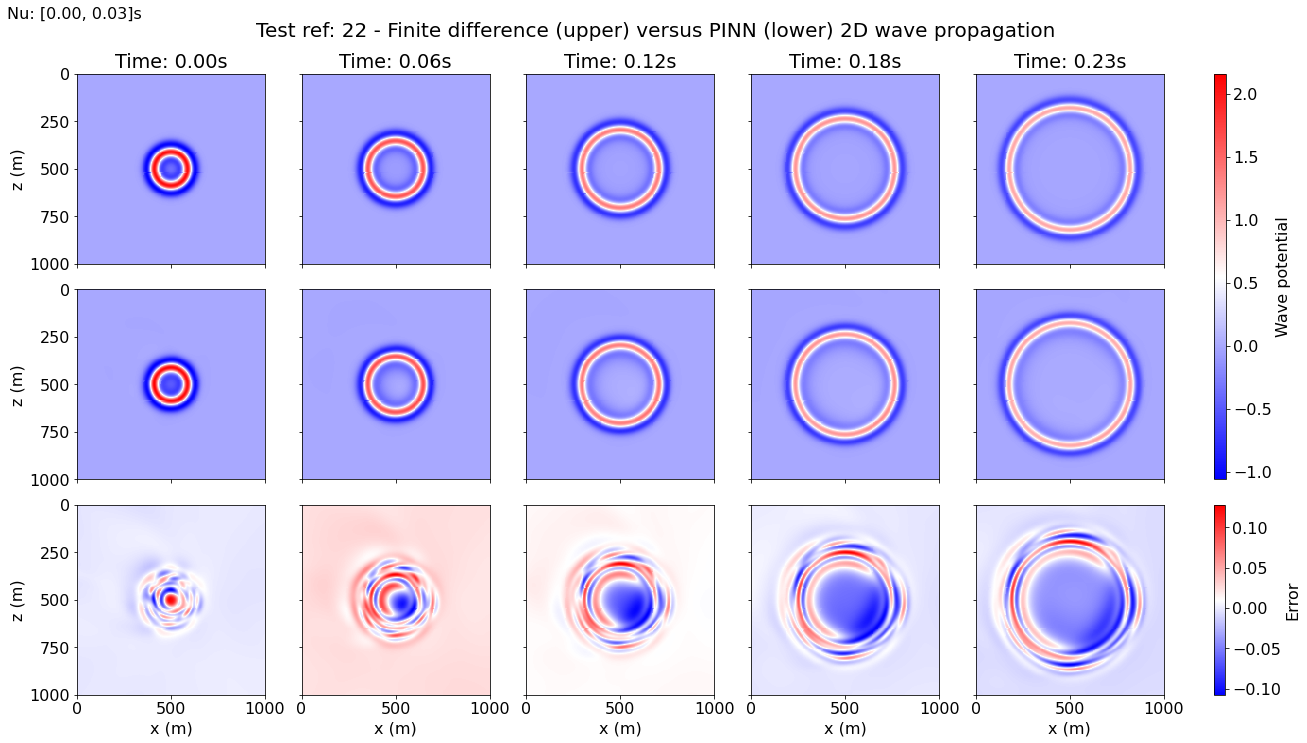 Nu: [0.00, 0.03]s
Test ref: 22 - Finite difference (upper) versus PINN (lower) 2D wave propagation
Time: 0.00s Time: 0.06s Time: 0.12s Time: 0.18s Time: 0.23s
0
250
500
750
1000
z (m)
0
250
500
750
1000
z (m)
2.0
1.5
1.0
0.5
0.0
−0.5
−1.0
Wave potential
0
250
500
750
1000
z (m)
0 500 1000 0 500 1000 0 500 1000 0 500 1000 0 500 1000
x (m) x (m) x (m) x (m) x (m)
0.10
0.05
0.00
−0.05
−0.10
Error